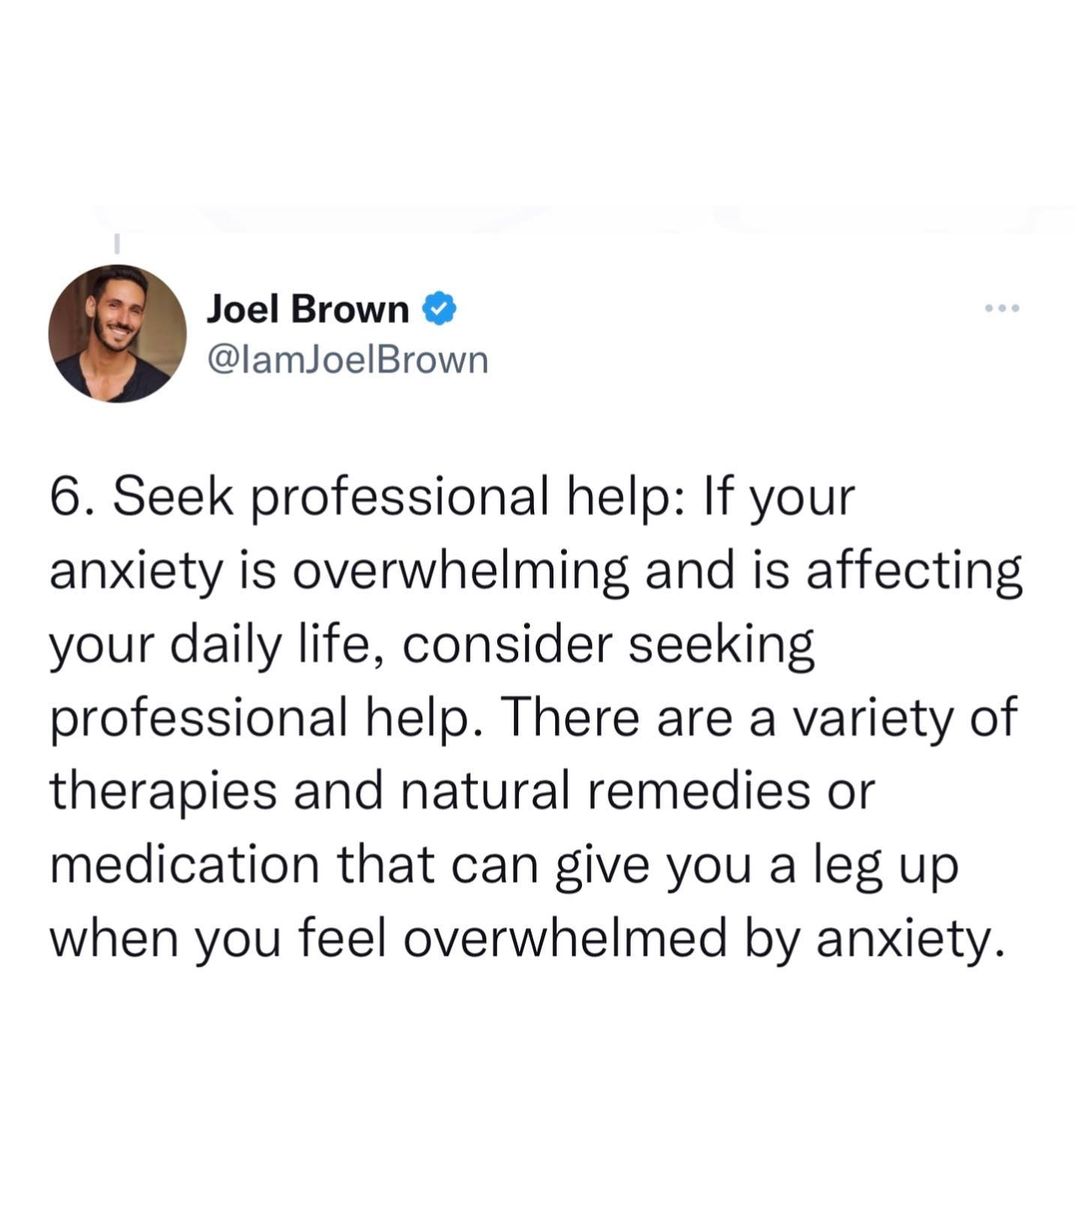 Joel Brown
@IamJoelBrown
6. Seek professional help: If your
anxiety is overwhelming and is affecting
your daily life, consider seeking
professional help. There are a variety of
therapies and natural remedies or
medication that can give you a leg up
when you feel overwhelmed by anxiety.